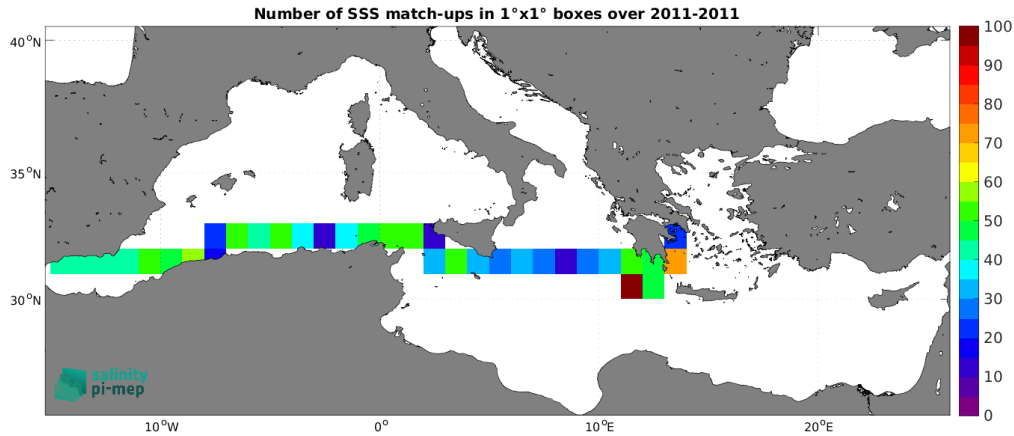 Number of SSS match-ups in 1°x1° boxes over 2011-2011
40°N
35°N
30°N
10°W
0°
10°E
20°E
100
90
80
70
60
50
40
30
20
10
0
salinity
pi-mep